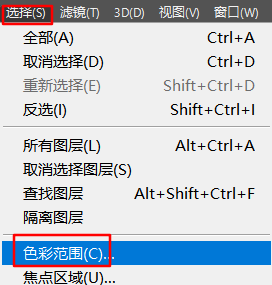 选择(S) 滤镜(T) 3D(D) 视图(V) 窗口(W)
全部(A) Ctrl+A
取消选择(D) Ctrl+D
重新选择(E) Shift+Ctrl+D
反选(I) Shift+Ctrl+I
所有图层(L) Alt+Ctrl+A
取消选择图层(S)
查找图层 Alt+Shift+Ctrl+F
隔离图层
色彩范围(C)...
焦点区域(U)...